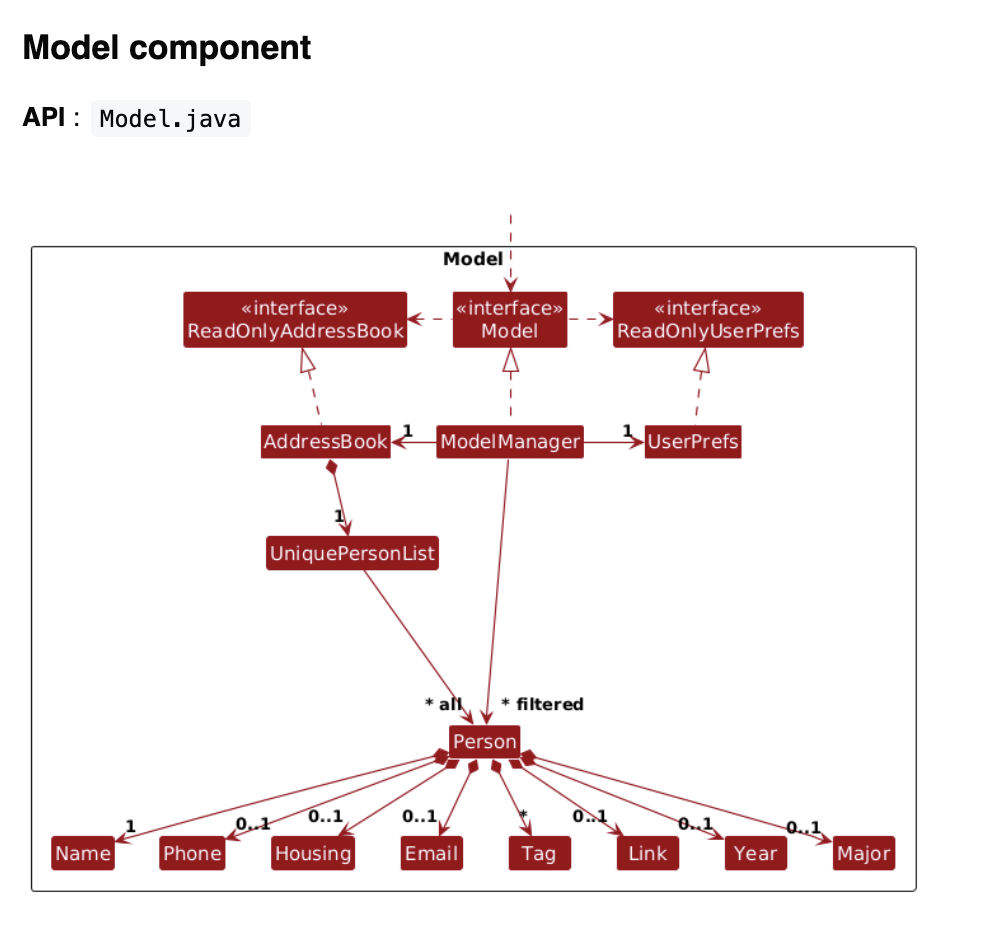 Model component
API : Model.java
Model
«interface»
ReadOnlyAddressBook
«interface»
Model
«interface»
ReadOnlyUserPrefs
AddressBook
1
ModelManager
1
UserPrefs
1
UniquePersonList
* all
* filtered
Person
1
0..1
0..1
0..1
*
0..1
0..1
0..1
Name
Phone
Housing
Email
Tag
Link
Year
Major